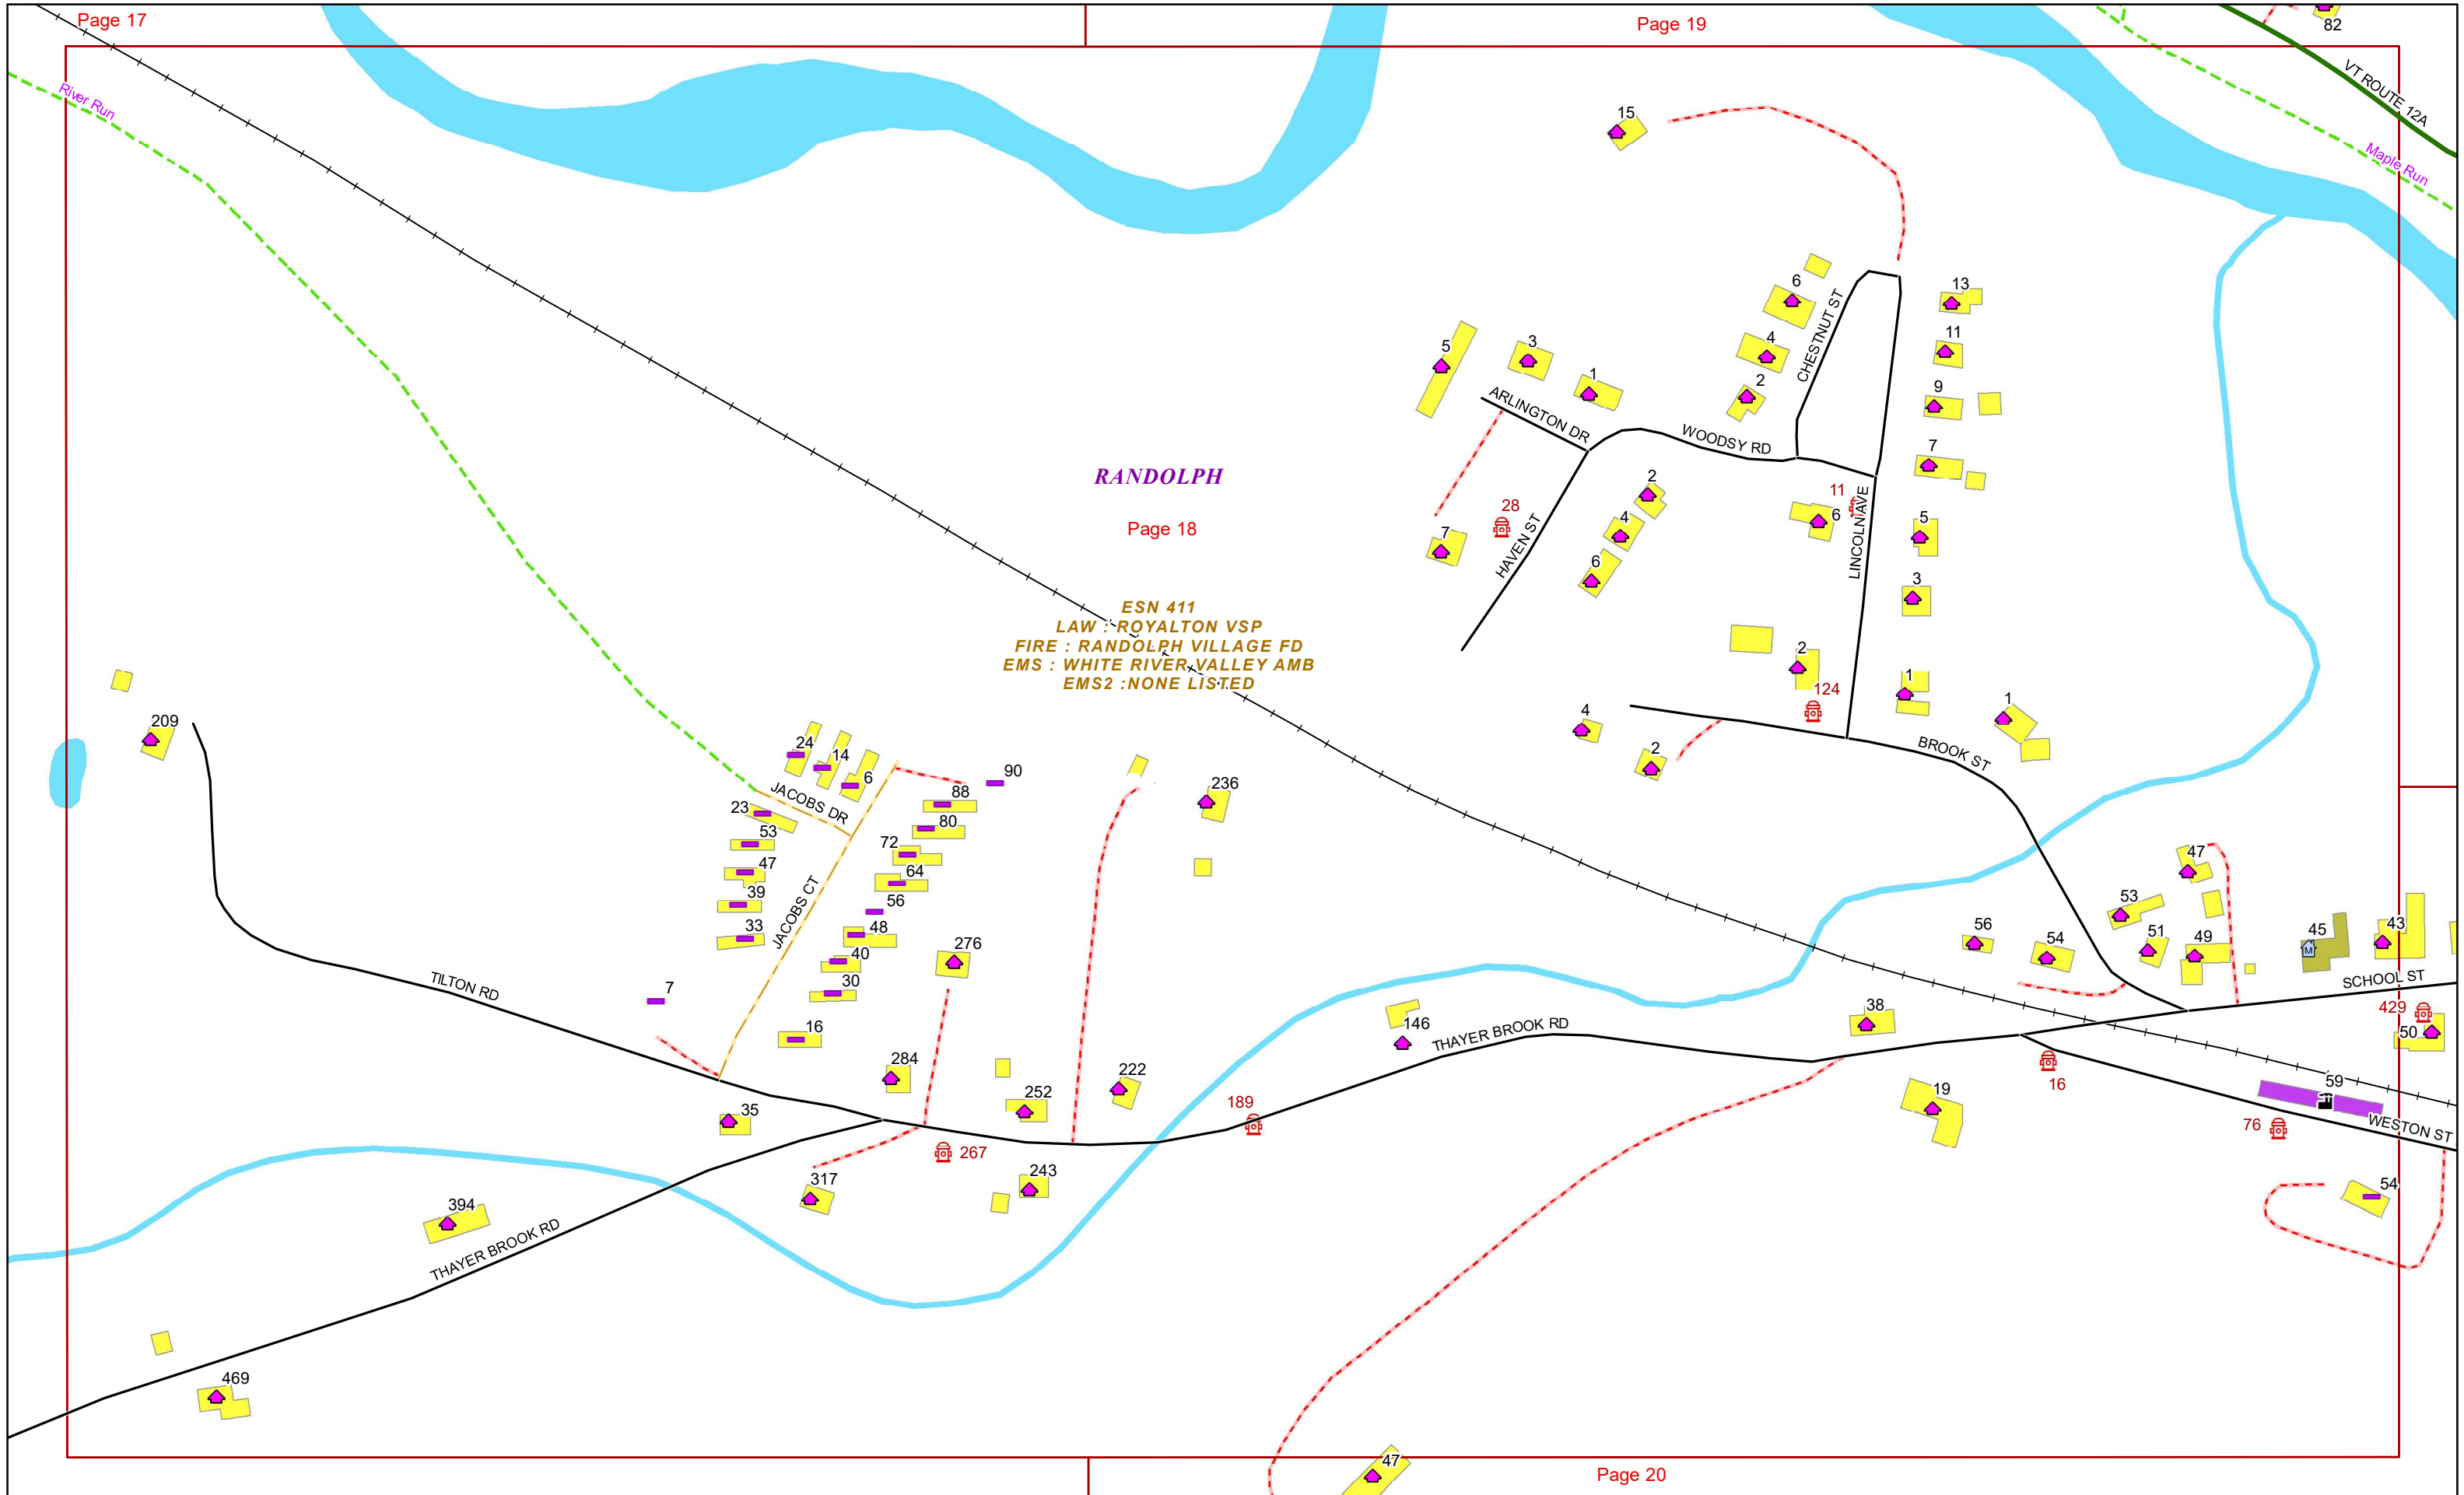 Page 17
Page 19
82
VT ROUTE 12A
River Run
Maple Run
15
6
13
4
11
CHESTNUT ST
5
3
1
2
9
ARLINGTON DR
WOODSY RD
7
RANDOLPH
Page 18
28
2
11
6
LINCOLN AVE
5
4
7
HAVEN ST
6
3
ESN 411
LAW : ROYALTON VSP
FIRE : RANDOLPH VILLAGE FD
EMS : WHITE RIVER VALLEY AMB
EMS2 :NONE LISTED
2
1
124
4
1
2
BROOK ST
209
24
14
6
90
88
236
JACOBS DR
23
80
53
72
47
64
39
56
33
48
JACOBS CT
40
276
30
7
16
TILTON RD
47
53
56
54
51
49
45
M
43
SCHOOL ST
429
50
38
146
THAYER BROOK RD
284
252
222
189
35
16
19
59
76
WESTON ST
267
317
243
54
394
THAYER BROOK RD
469
47
Page 20